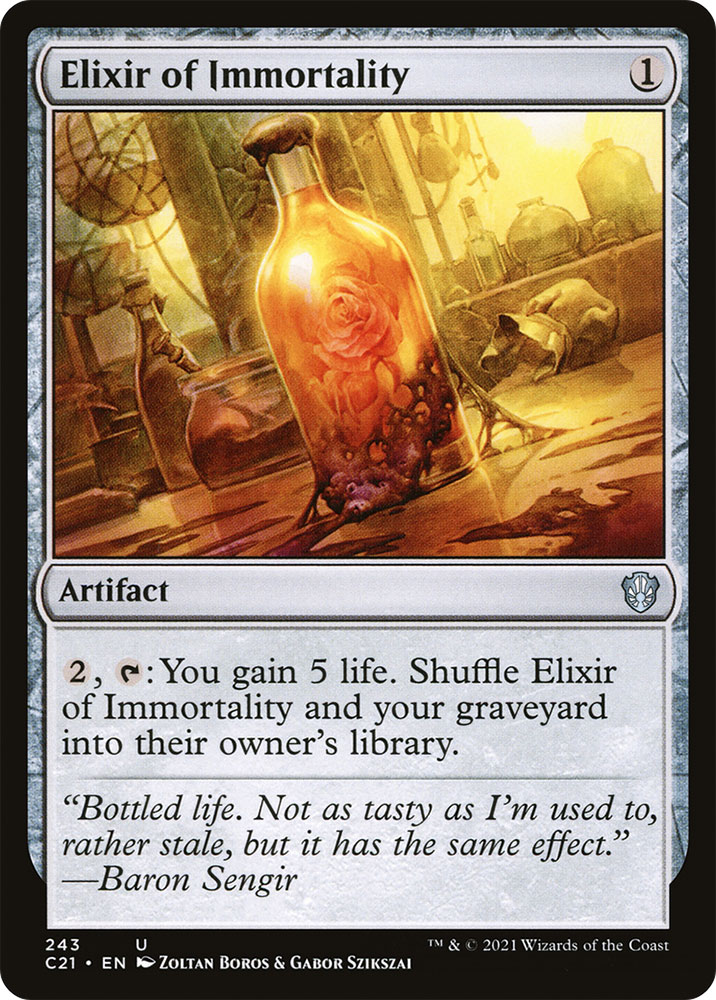 Elixir of Immortality 1
Artifact
2, : You gain 5 life. Shuffle Elixir
of Immortality and your graveyard
into their owner's library.
“Bottled life. Not as tasty as I'm used to,
rather stale, but it has the same effect.”
—Baron Sengir
243 U
C21 • EN Zoltan Boros & Gabor Szikszai
™ & © 2021 Wizards of the Coast